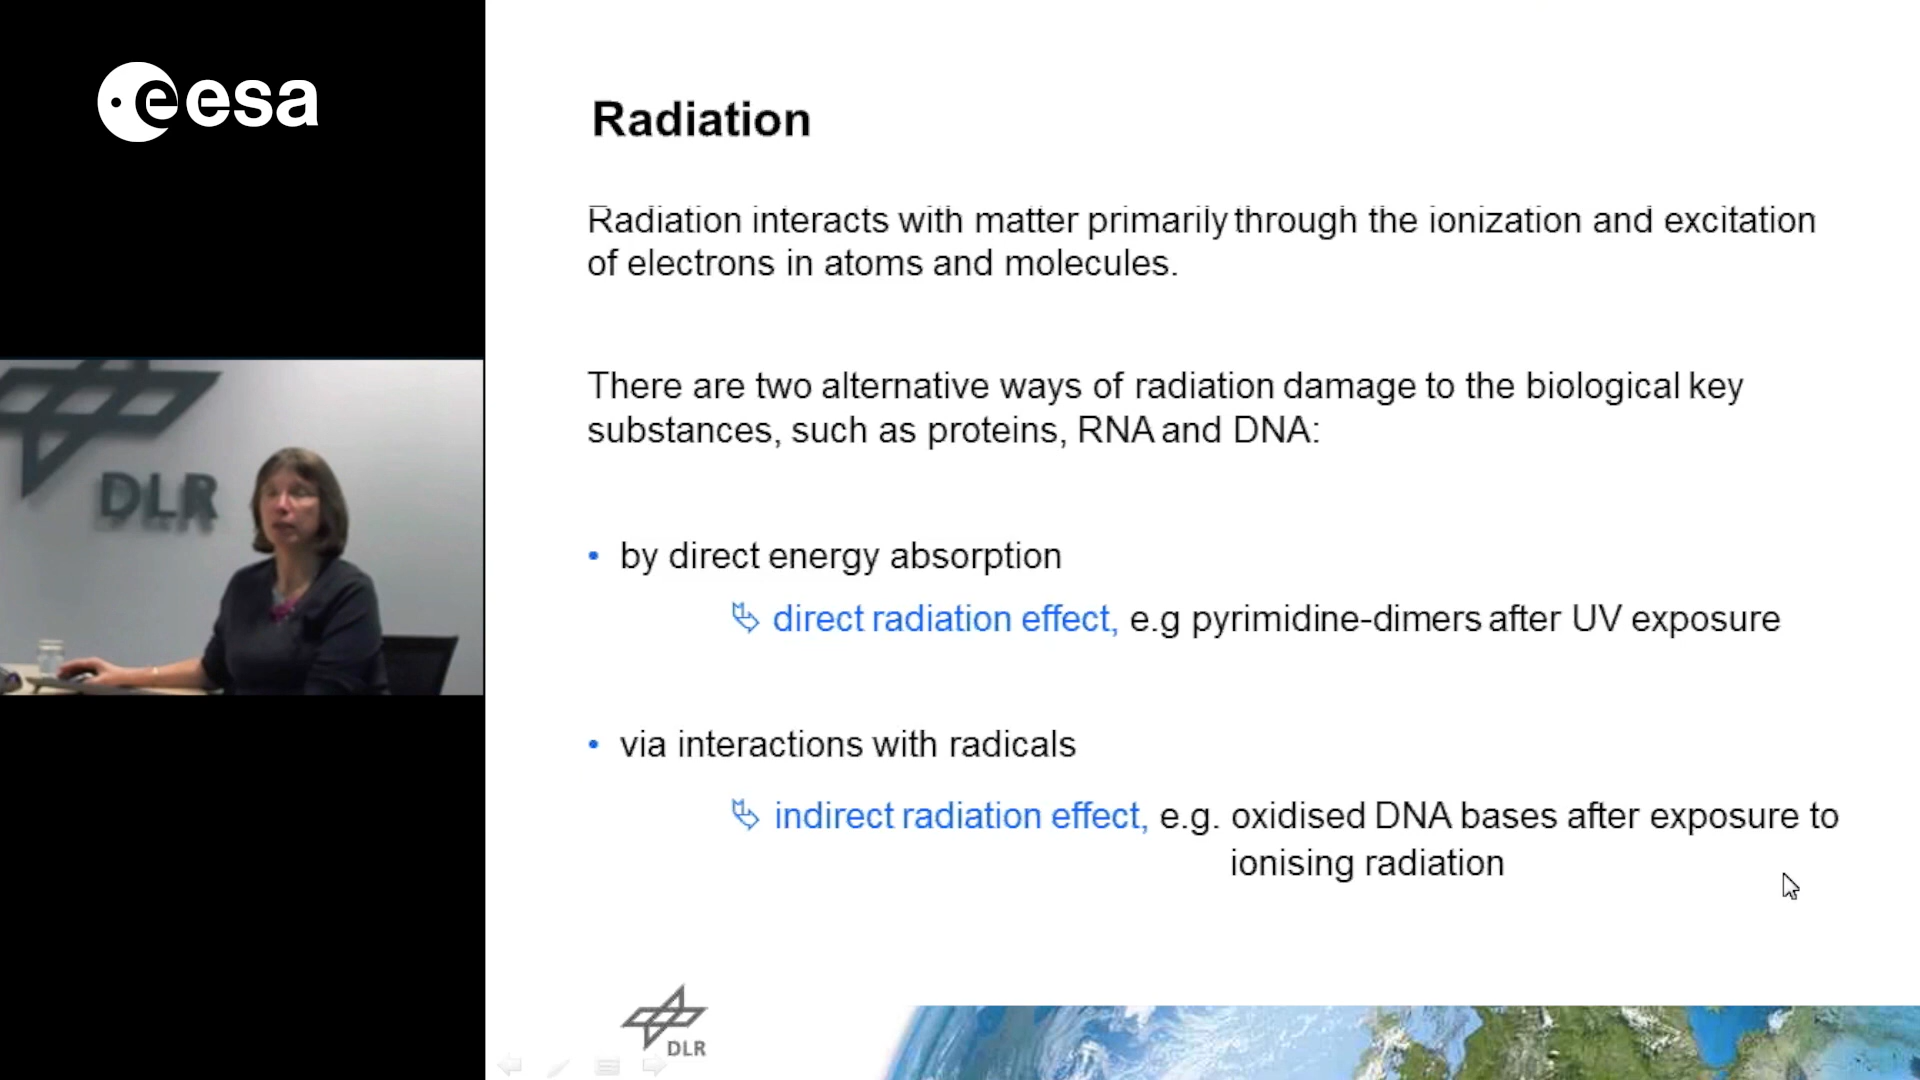 esa
DLR
Radiation
Radiation interacts with matter primarily through the ionization and excitation
of electrons in atoms and molecules.
There are two alternative ways of radiation damage to the biological key
substances, such as proteins, RNA and DNA:
• by direct energy absorption
direct radiation effect, e.g pyrimidine-dimers after UV exposure
• via interactions with radicals
indirect radiation effect, e.g. oxidised DNA bases after exposure to
ionising radiation
DLR